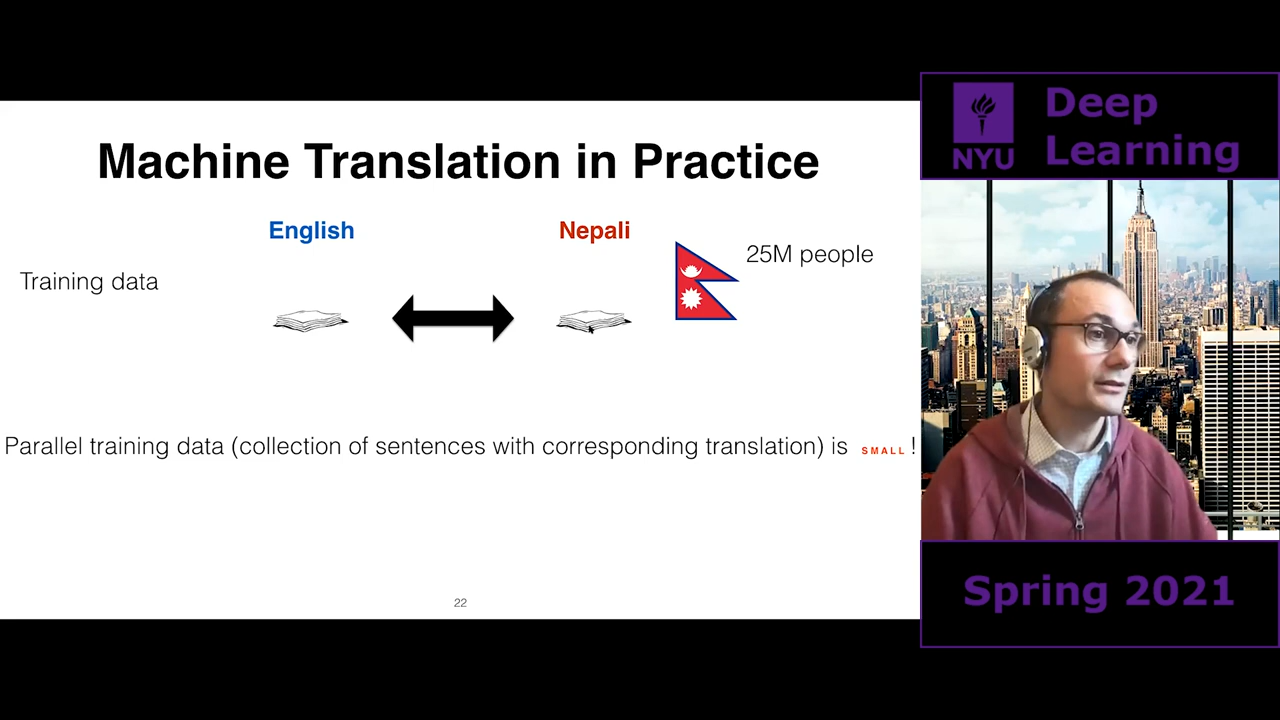 Machine Translation in Practice
English
Nepali
25M people
Training data
Parallel training data (collection of sentences with corresponding translation) is SMALL !
22
NYU
Deep
Learning
Spring 2021